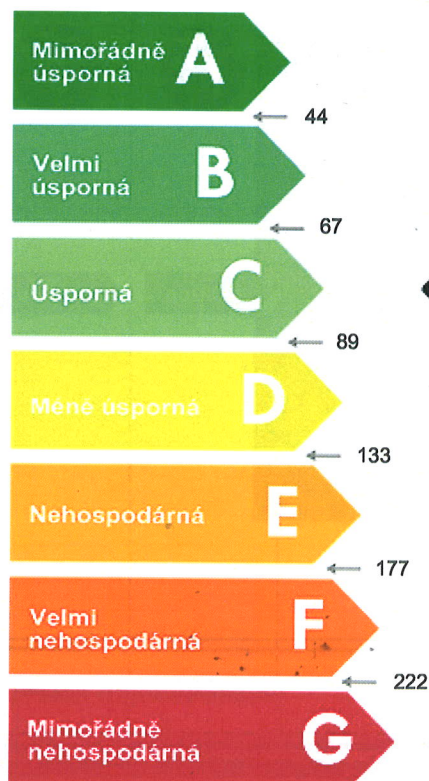 Mimořádně
úsporná
A
44
Velmi
úsporná
B
67
Úsporná
C
89
Méně úsporná
D
133
Nehospodárná
E
177
Velmi
nehospodárná
F
222
Mimořádně
nehospodárná
G